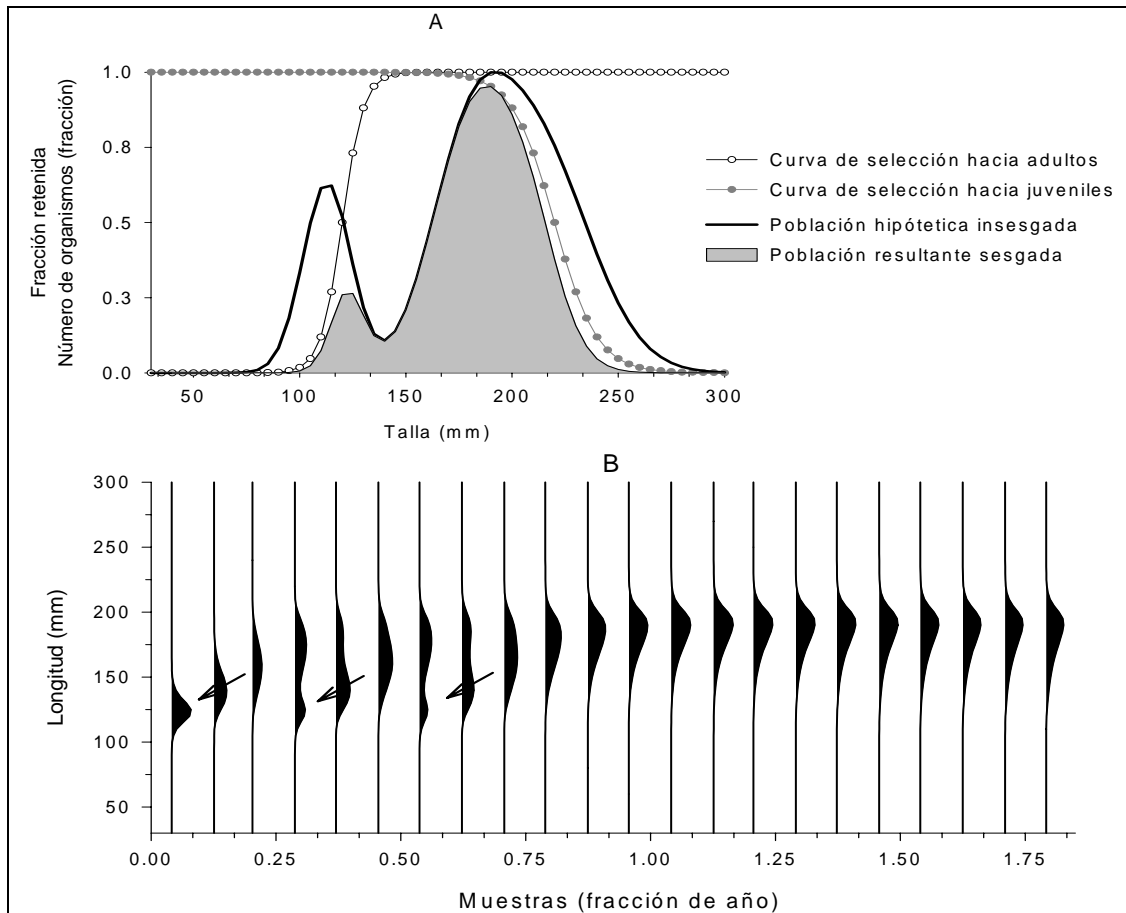 A
Fracción retenida
Número de organismos (fracción)
1.0
0.8
0.5
0.3
0.0
50
100
150
200
250
300
Talla (mm)
Curva de selección hacia adultos
Curva de selección hacia juveniles
Población hipótetica insesgada
Población resultante sesgada
B
Longitud (mm)
300
250
200
150
100
50
0.00
0.25
0.50
0.75
1.00
1.25
1.50
1.75
Muestras (fracción de año)